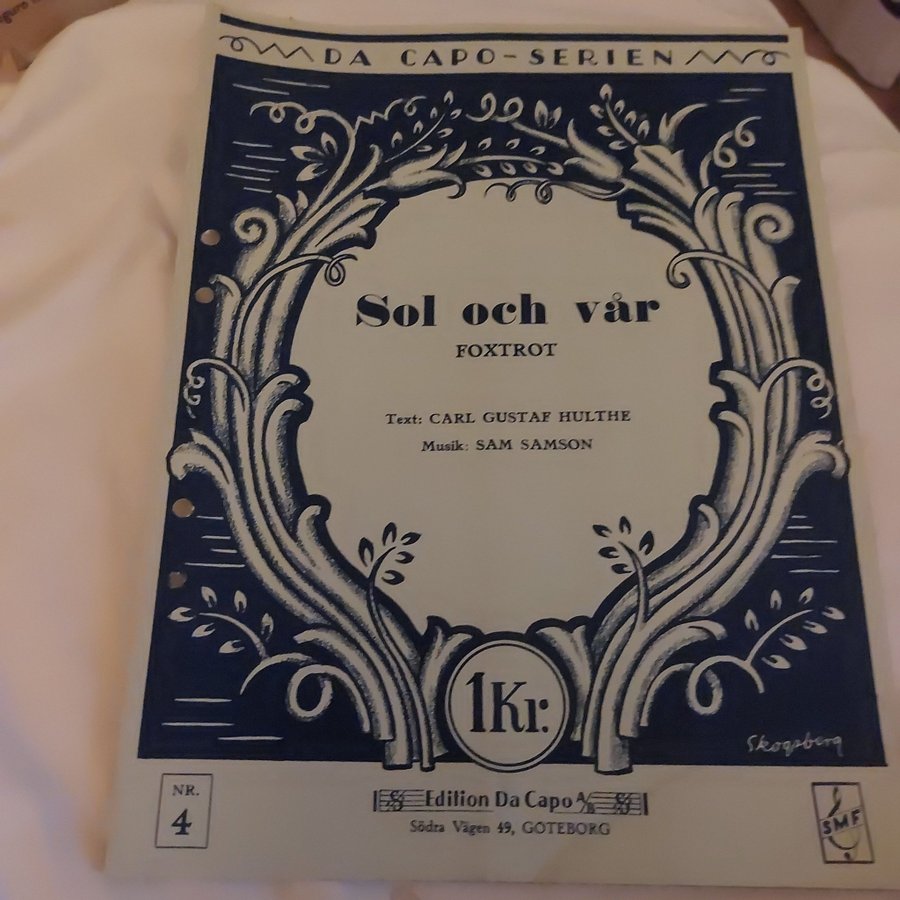 DA CAPO-SERIEN
Sol och vår
FOXTROT
Text: CARL GUSTAF HULTHE
Musik: SAM SAMSON
1Kr.
Skogsberg
NR.
4
Edition Da Capo A/B
Södra Vägen 49, GÖTEBORG
SMF